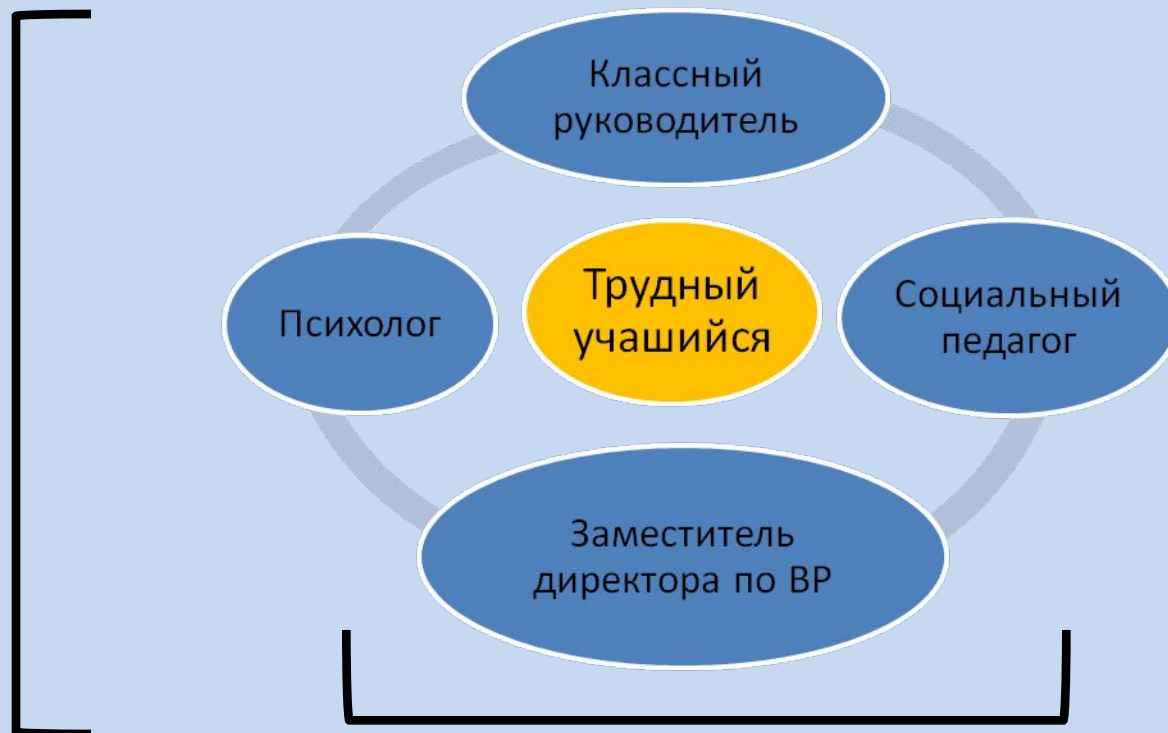 Классный
руководитель
Психолог
Трудный
учашийся
Социальный
педагог
Заместитель
директора по ВР